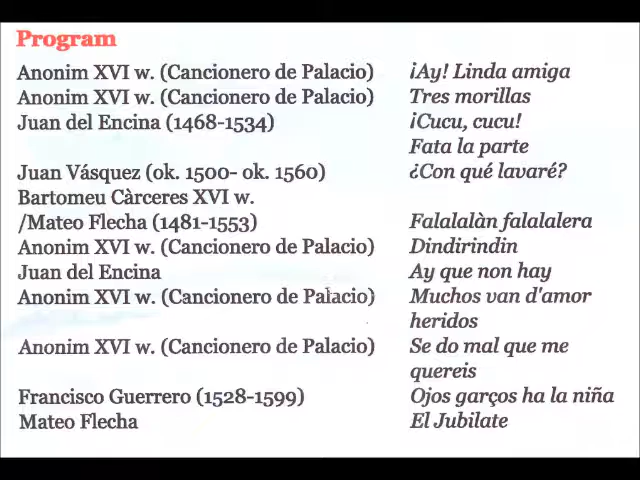 Program
Anonim XVI w. (Cancionero de Palacio) ¡Ay! Linda amiga
Anonim XVI w. (Cancionero de Palacio) Tres morillas
Juan del Encina (1468-1534) ¡Cucu, cucu!
Fata la parte
Juan Vásquez (ok. 1500- ok. 1560) ¿Con qué lavaré?
Bartomeu Càrceres XVI w.
/Mateo Flecha (1481-1553) Falalalàn falalalera
Anonim XVI w. (Cancionero de Palacio) Dindirindin
Juan del Encina Ay que non hay
Anonim XVI w. (Cancionero de Palacio) Muchos van d'amor
heridos
Anonim XVI w. (Cancionero de Palacio) Se do mal que me
quereis
Francisco Guerrero (1528-1599) Ojos garços ha la niña
Mateo Flecha El Jubilate